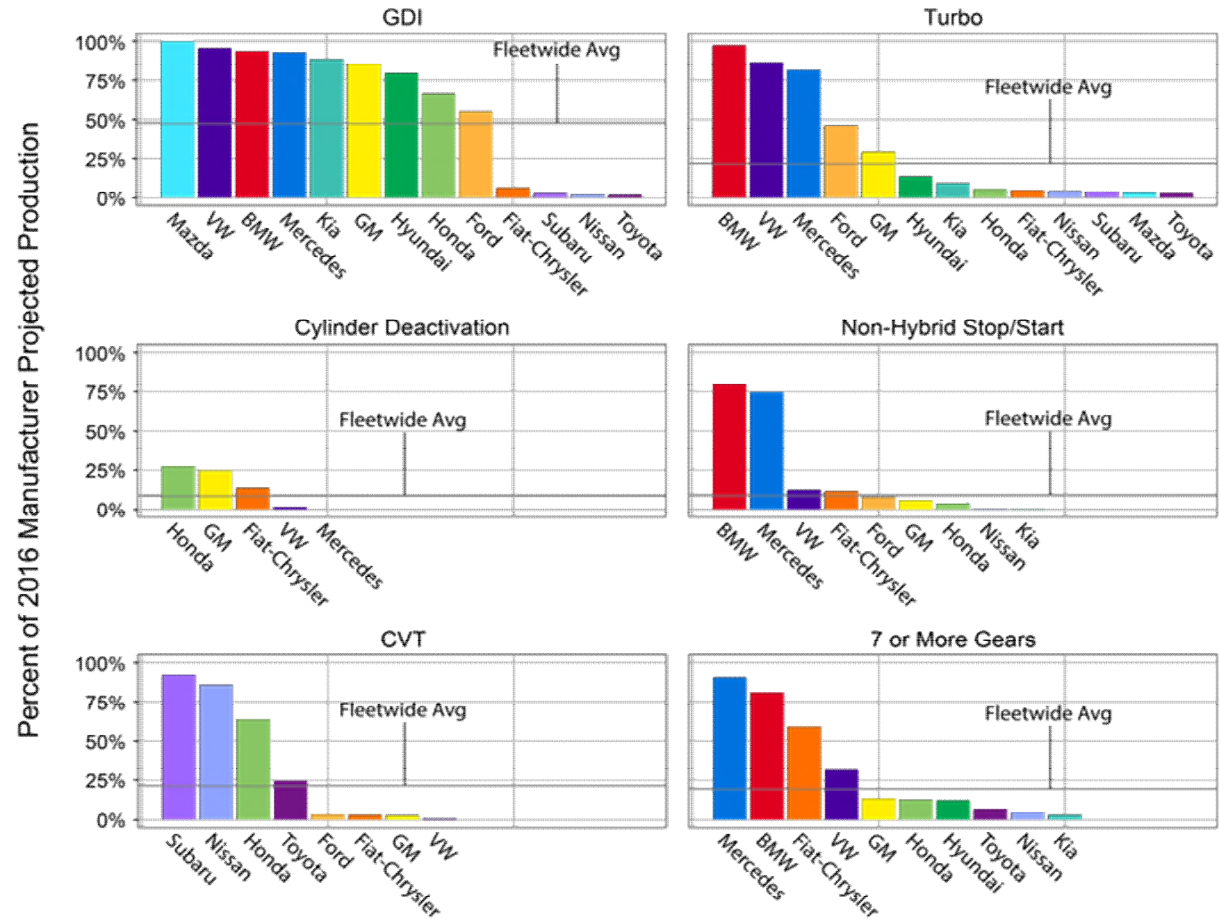 Percent of 2016 Manufacturer Projected Production
GDI
100%
75%
50%
25%
0%
Fleetwide Avg
Mazda
VW
BMW
Mercedes
Kia
GM
Hyundai
Honda
Ford
Fiat-Chrysler
Subaru
Nissan
Toyota
Turbo
Fleetwide Avg
BMW
VW
Mercedes
Ford
GM
Hyundai
Kia
Honda
Fiat-Chrysler
Nissan
Subaru
Mazda
Toyota
Cylinder Deactivation
100%
75%
50%
25%
0%
Fleetwide Avg
Honda
GM
Fiat-Chrysler
VW
Mercedes
Non-Hybrid Stop/Start
Fleetwide Avg
BMW
Mercedes
VW
Fiat-Chrysler
Ford
GM
Honda
Nissan
Kia
CVT
100%
75%
50%
25%
0%
Fleetwide Avg
Subaru
Nissan
Honda
Toyota
Ford
Fiat-Chrysler
GM
VW
7 or More Gears
Fleetwide Avg
Mercedes
BMW
Fiat-Chrysler
VW
GM
Honda
Hyundai
Toyota
Nissan
Kia